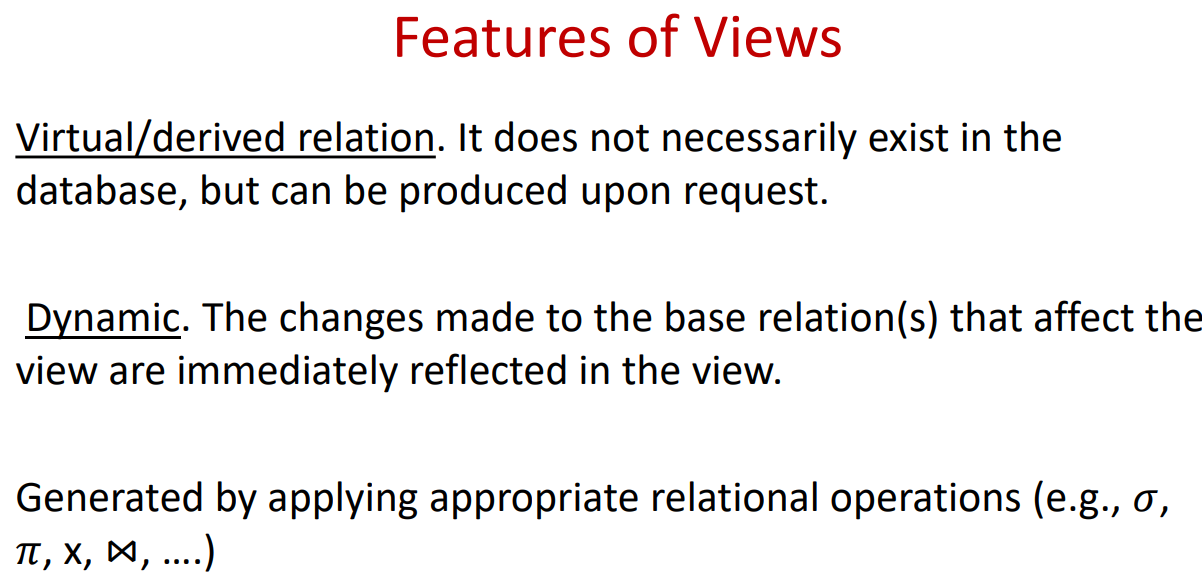 Features of Views
Virtual/derived relation. It does not necessarily exist in the
database, but can be produced upon request.
Dynamic. The changes made to the base relation(s) that affect the
view are immediately reflected in the view.
Generated by applying appropriate relational operations (e.g., 𝜎,
𝜋, x, ⋈, ....)